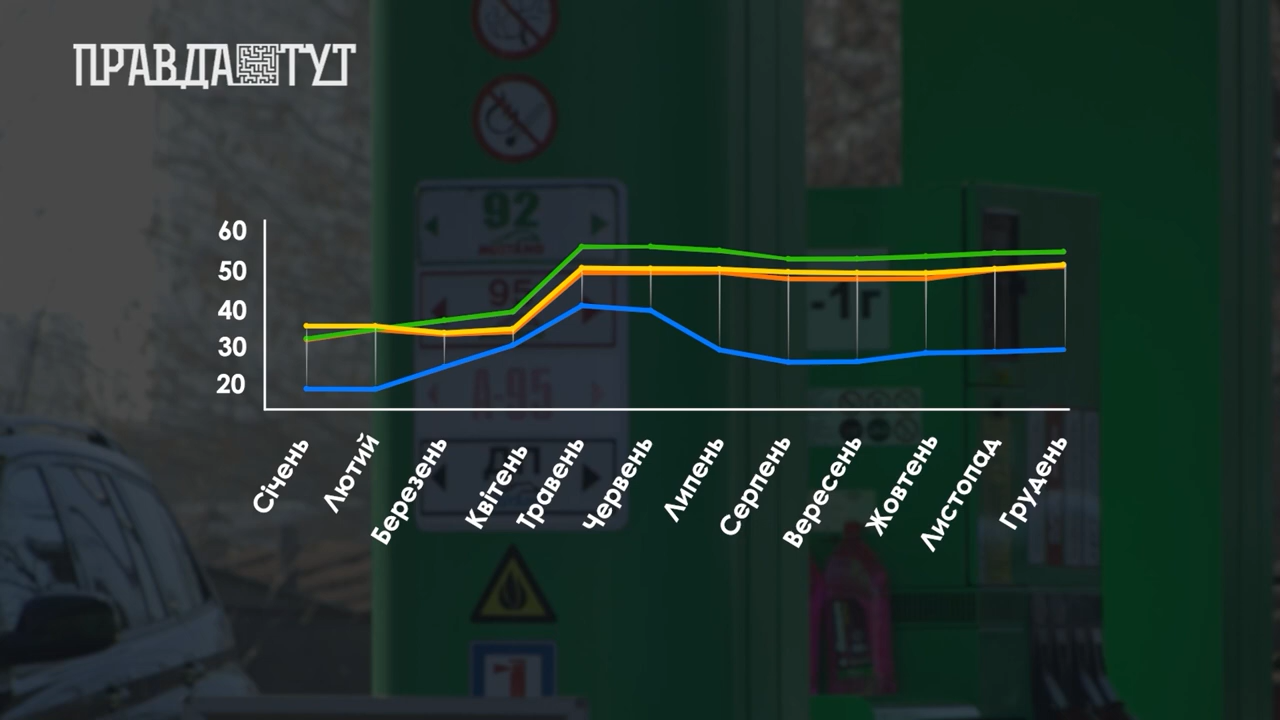 ПРАВДА ТУТ
92
95
А-95
ДП
-1г
60
50
40
30
20
Січень
Лютий
Березень
Квітень
Травень
Червень
Липень
Серпень
Вересень
Жовтень
Листопад
Грудень